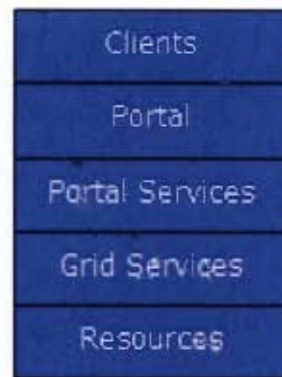 Clients
Portal
Portal Services
Grid Services
Resources